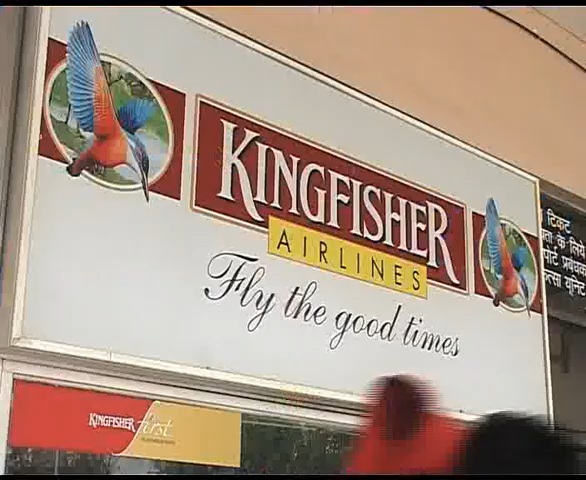 KINGFISHER
AIRLINES
Fly the good times
टिकट
के लिये
KINGFISHER first